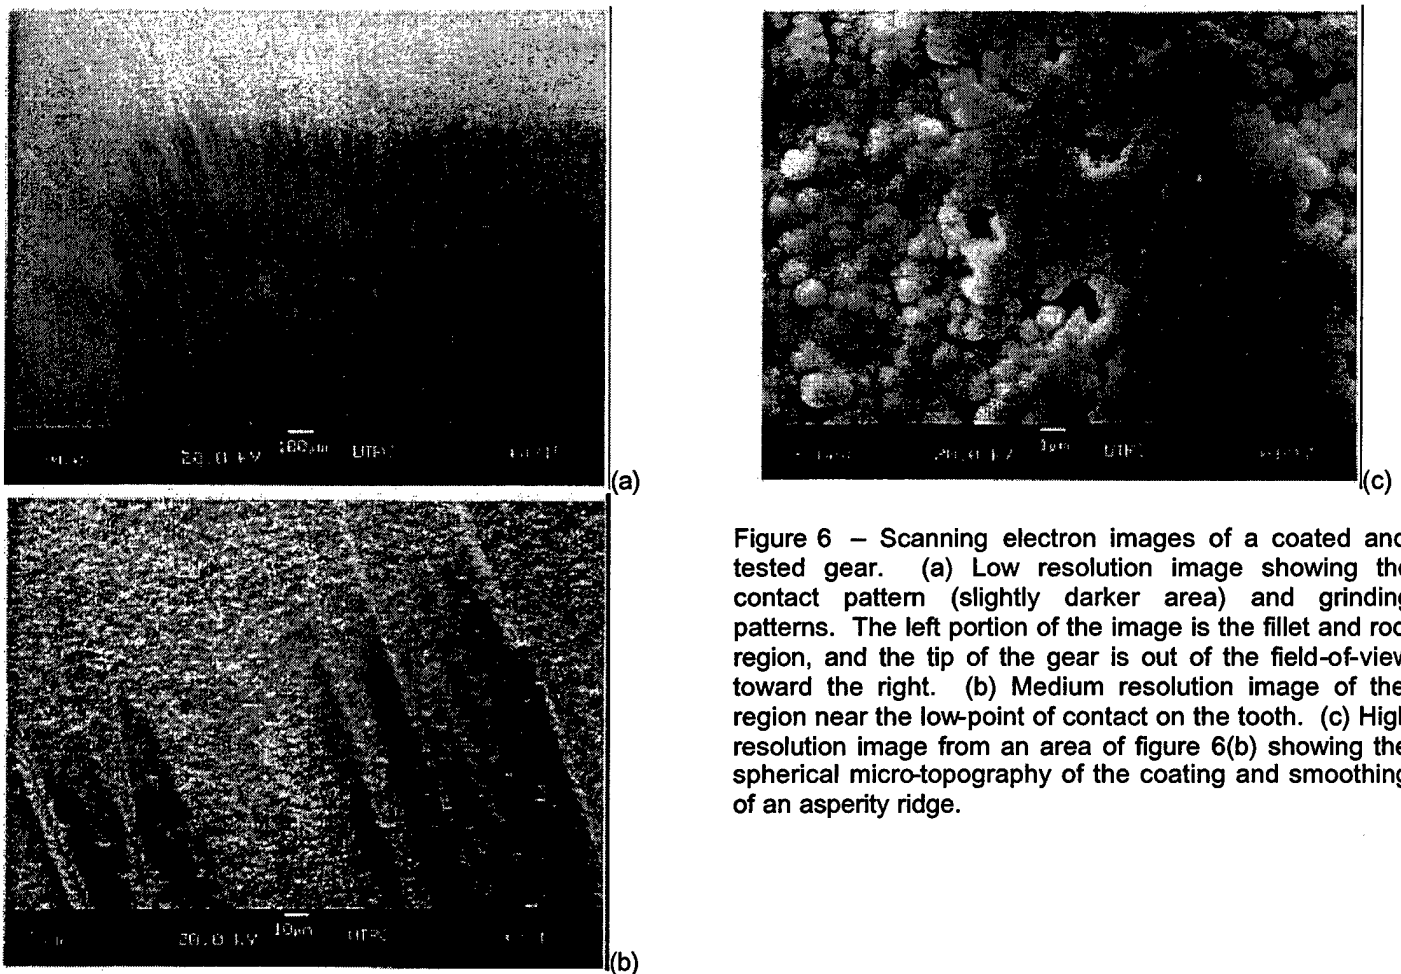 20.0 kV 100µm UTRC
(a)
20.0 kV 10µm UTRC
(b)
20.0 kV 1µm UTRC
(c)
Figure 6 – Scanning electron images of a coated and
tested gear. (a) Low resolution image showing the
contact pattern (slightly darker area) and grinding
patterns. The left portion of the image is the fillet and roo
region, and the tip of the gear is out of the field-of-view
toward the right. (b) Medium resolution image of the
region near the low-point of contact on the tooth. (c) High
resolution image from an area of figure 6(b) showing the
spherical micro-topography of the coating and smoothing
of an asperity ridge.